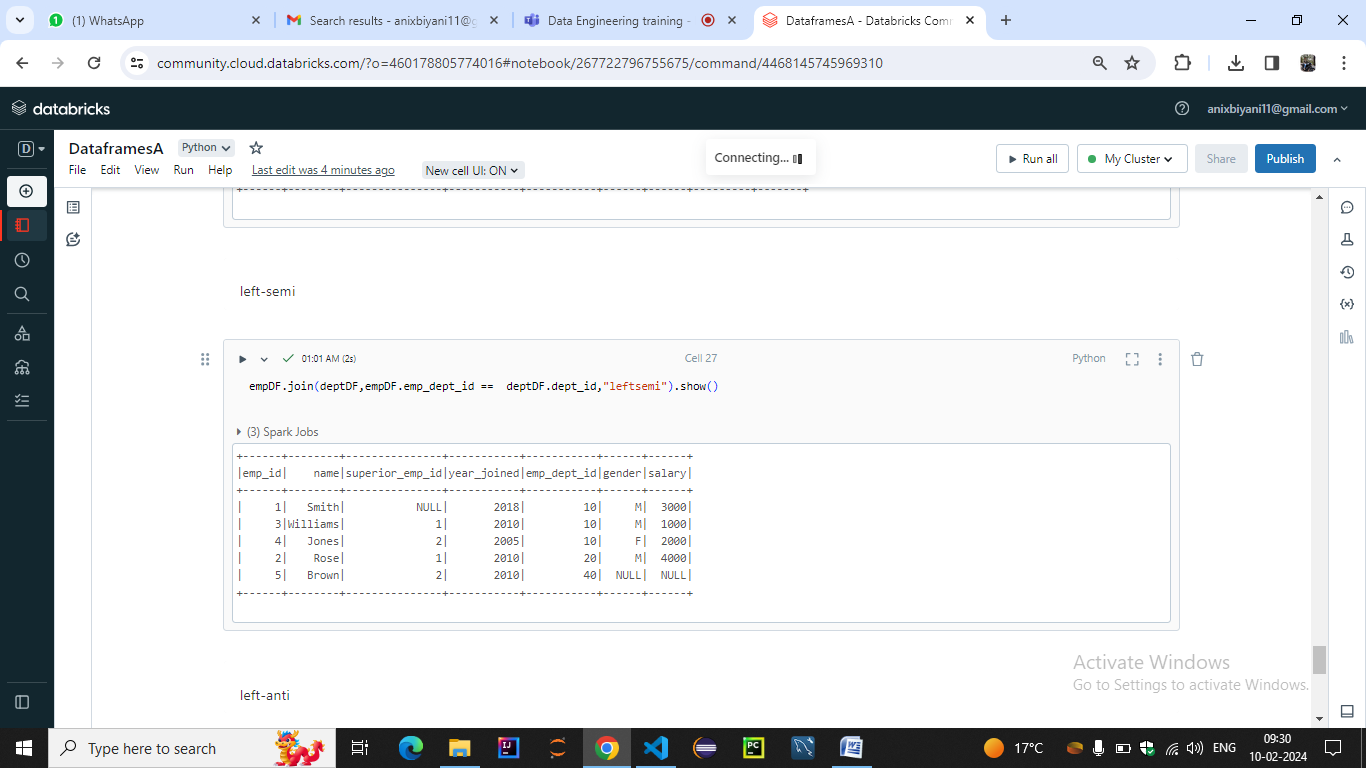 (1) WhatsApp
Search results - anixbiyani11@g
Data Engineering training -
DataframesA - Databricks Com
community.cloud.databricks.com/?o=460178805774016#notebook/267722796755675/command/4468145745969310
databricks
anixbiyani11@gmail.com
D
DataframesA
Python
Connecting...
Run all
My Cluster
Share
Publish
File Edit View Run Help Last edit was 4 minutes ago New cell UI: ON
+------+--------+---------------+-----------+-----------+------+------+---------+-------+
left-semi
01:01 AM (2s)
Cell 27
Python
empDF.join(deptDF,empDF.emp_dept_id ==  deptDF.dept_id,"leftsemi").show()
(3) Spark Jobs
+------+--------+---------------+-----------+-----------+------+------+
|emp_id|    name|superior_emp_id|year_joined|emp_dept_id|gender|salary|
+------+--------+---------------+-----------+-----------+------+------+
|     1|   Smith|           NULL|       2018|         10|     M|  3000|
|     3|Williams|              1|       2010|         10|     M|  1000|
|     4|   Jones|              2|       2005|         10|     F|  2000|
|     2|    Rose|              1|       2010|         20|     M|  4000|
|     5|   Brown|              2|       2010|         40|  NULL|  NULL|
+------+--------+---------------+-----------+-----------+------+------+
Activate Windows
Go to Settings to activate Windows.
left-anti
Type here to search
17°C
ENG
09:30
10-02-2024